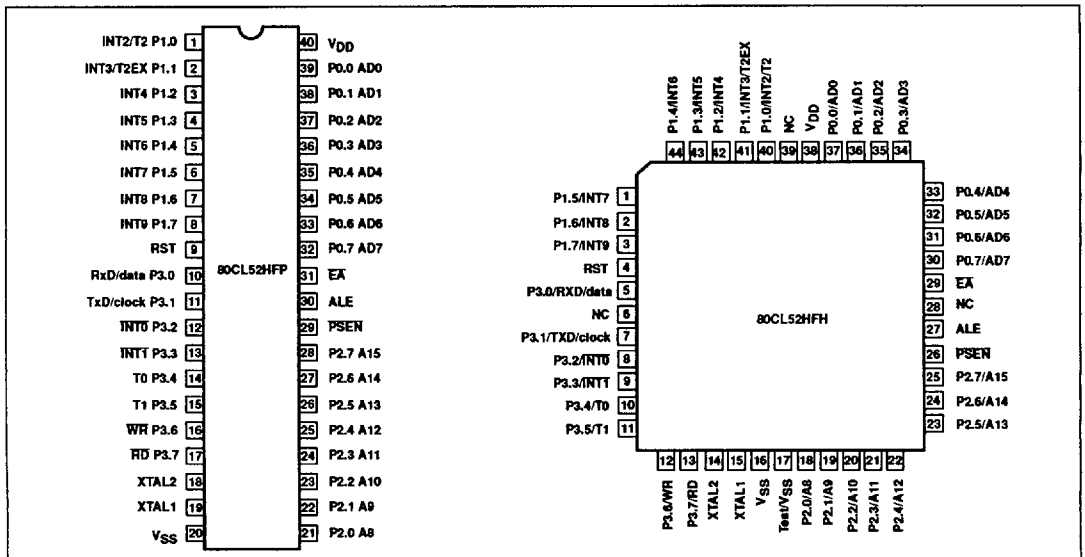 INT2/T2 P1.0 1
INT3/T2EX P1.1 2
INT4 P1.2 3
INT5 P1.3 4
INT6 P1.4 5
INT7 P1.5 6
INT8 P1.6 7
INT9 P1.7 8
RST 9
RxD/data P3.0 10
TxD/clock P3.1 11
INT0 P3.2 12
INT1 P3.3 13
T0 P3.4 14
T1 P3.5 15
WR P3.6 16
RD P3.7 17
XTAL2 18
XTAL1 19
VSS 20
80CL52HFP
40 VDD
39 P0.0 AD0
38 P0.1 AD1
37 P0.2 AD2
36 P0.3 AD3
35 P0.4 AD4
34 P0.5 AD5
33 P0.6 AD6
32 P0.7 AD7
31 EA
30 ALE
29 PSEN
28 P2.7 A15
27 P2.6 A14
26 P2.5 A13
25 P2.4 A12
24 P2.3 A11
23 P2.2 A10
22 P2.1 A9
21 P2.0 A8
P1.4/INT6 44
P1.3/INT5 43
P1.2/INT4 42
P1.1/INT3/T2EX 41
P1.0/INT2/T2 40
NC 39
VDD 38
P0.0/AD0 37
P0.1/AD1 36
P0.2/AD2 35
P0.3/AD3 34
P1.5/INT7 1
P1.6/INT8 2
P1.7/INT9 3
RST 4
P3.0/RXD/data 5
NC 6
P3.1/TXD/clock 7
P3.2/INT0 8
P3.3/INT1 9
P3.4/T0 10
P3.5/T1 11
80CL52HFH
33 P0.4/AD4
32 P0.5/AD5
31 P0.6/AD6
30 P0.7/AD7
29 EA
28 NC
27 ALE
26 PSEN
25 P2.7/A15
24 P2.6/A14
23 P2.5/A13
12 P3.6/WR
13 P3.7/RD
14 XTAL2
15 XTAL1
16 VSS
17 Test/VSS
18 P2.0/A8
19 P2.1/A9
20 P2.2/A10
21 P2.3/A11
22 P2.4/A12